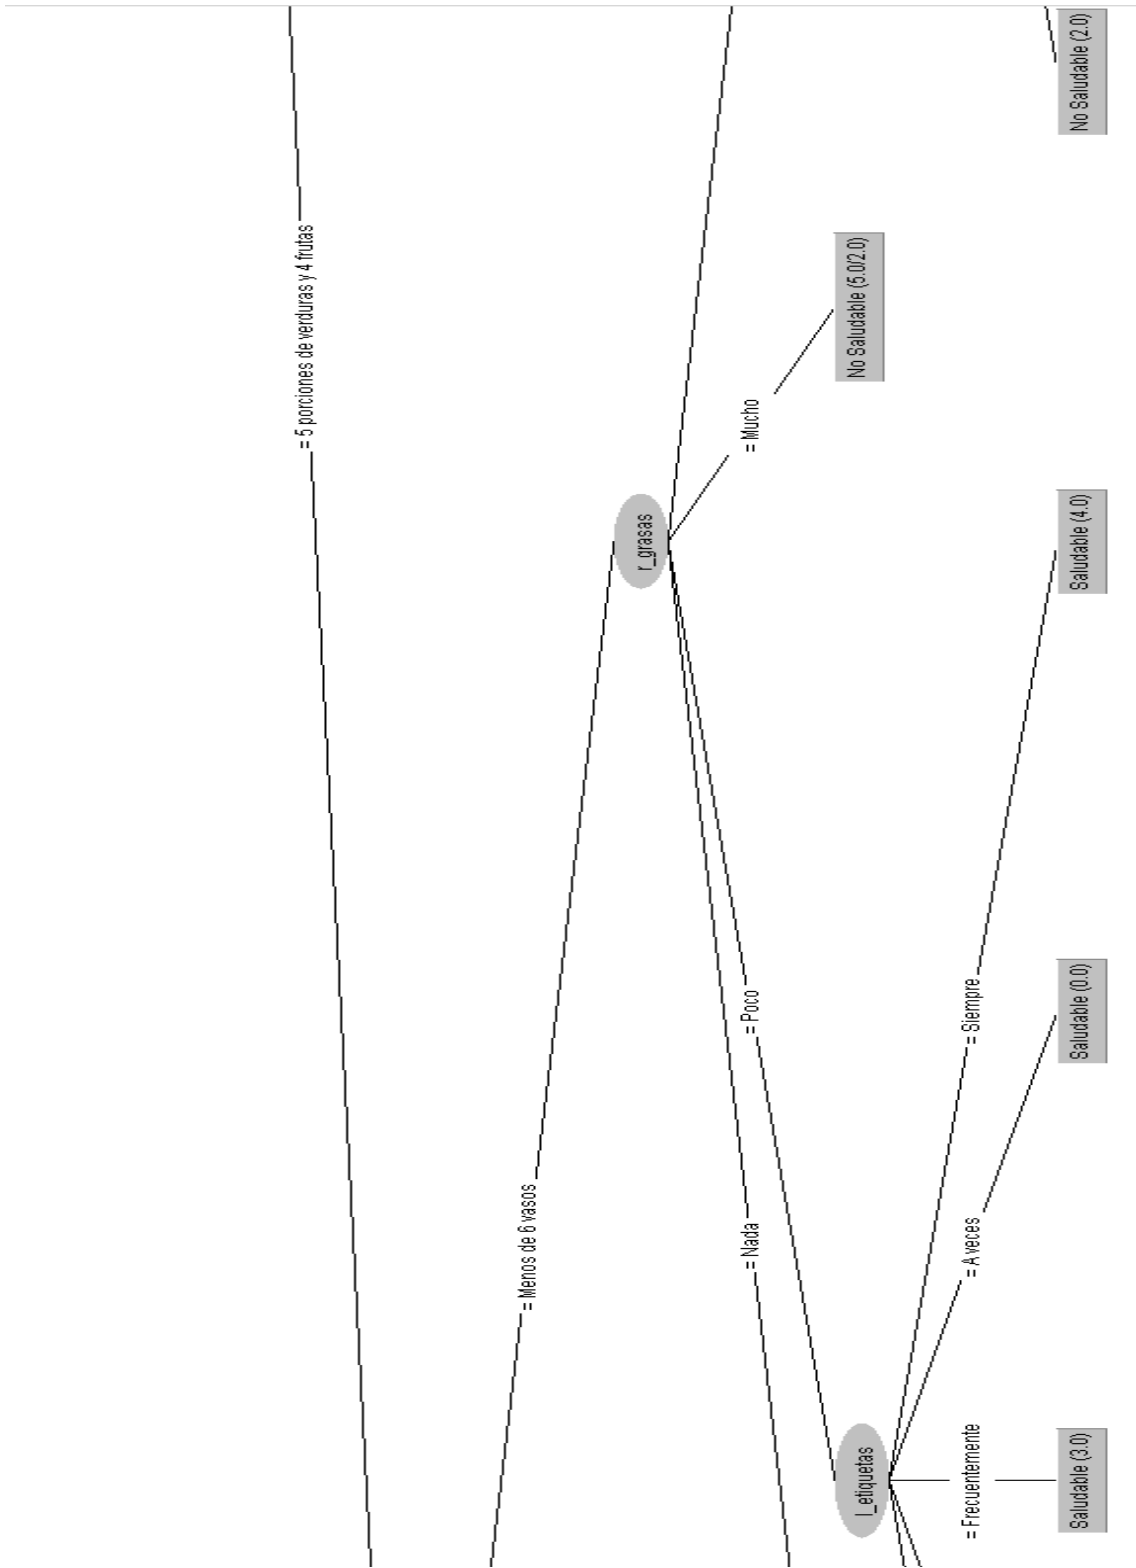 = 5 porciones de verduras y 4 frutas
= Menos de 6 vasos
r_grasas
= Nada
= Poco
= Mucho
l_etiquetas
No Saludable (5.0/2.0)
= Frecuentemente
= A veces
= Siempre
Saludable (3.0)
Saludable (0.0)
Saludable (4.0)
No Saludable (2.0)